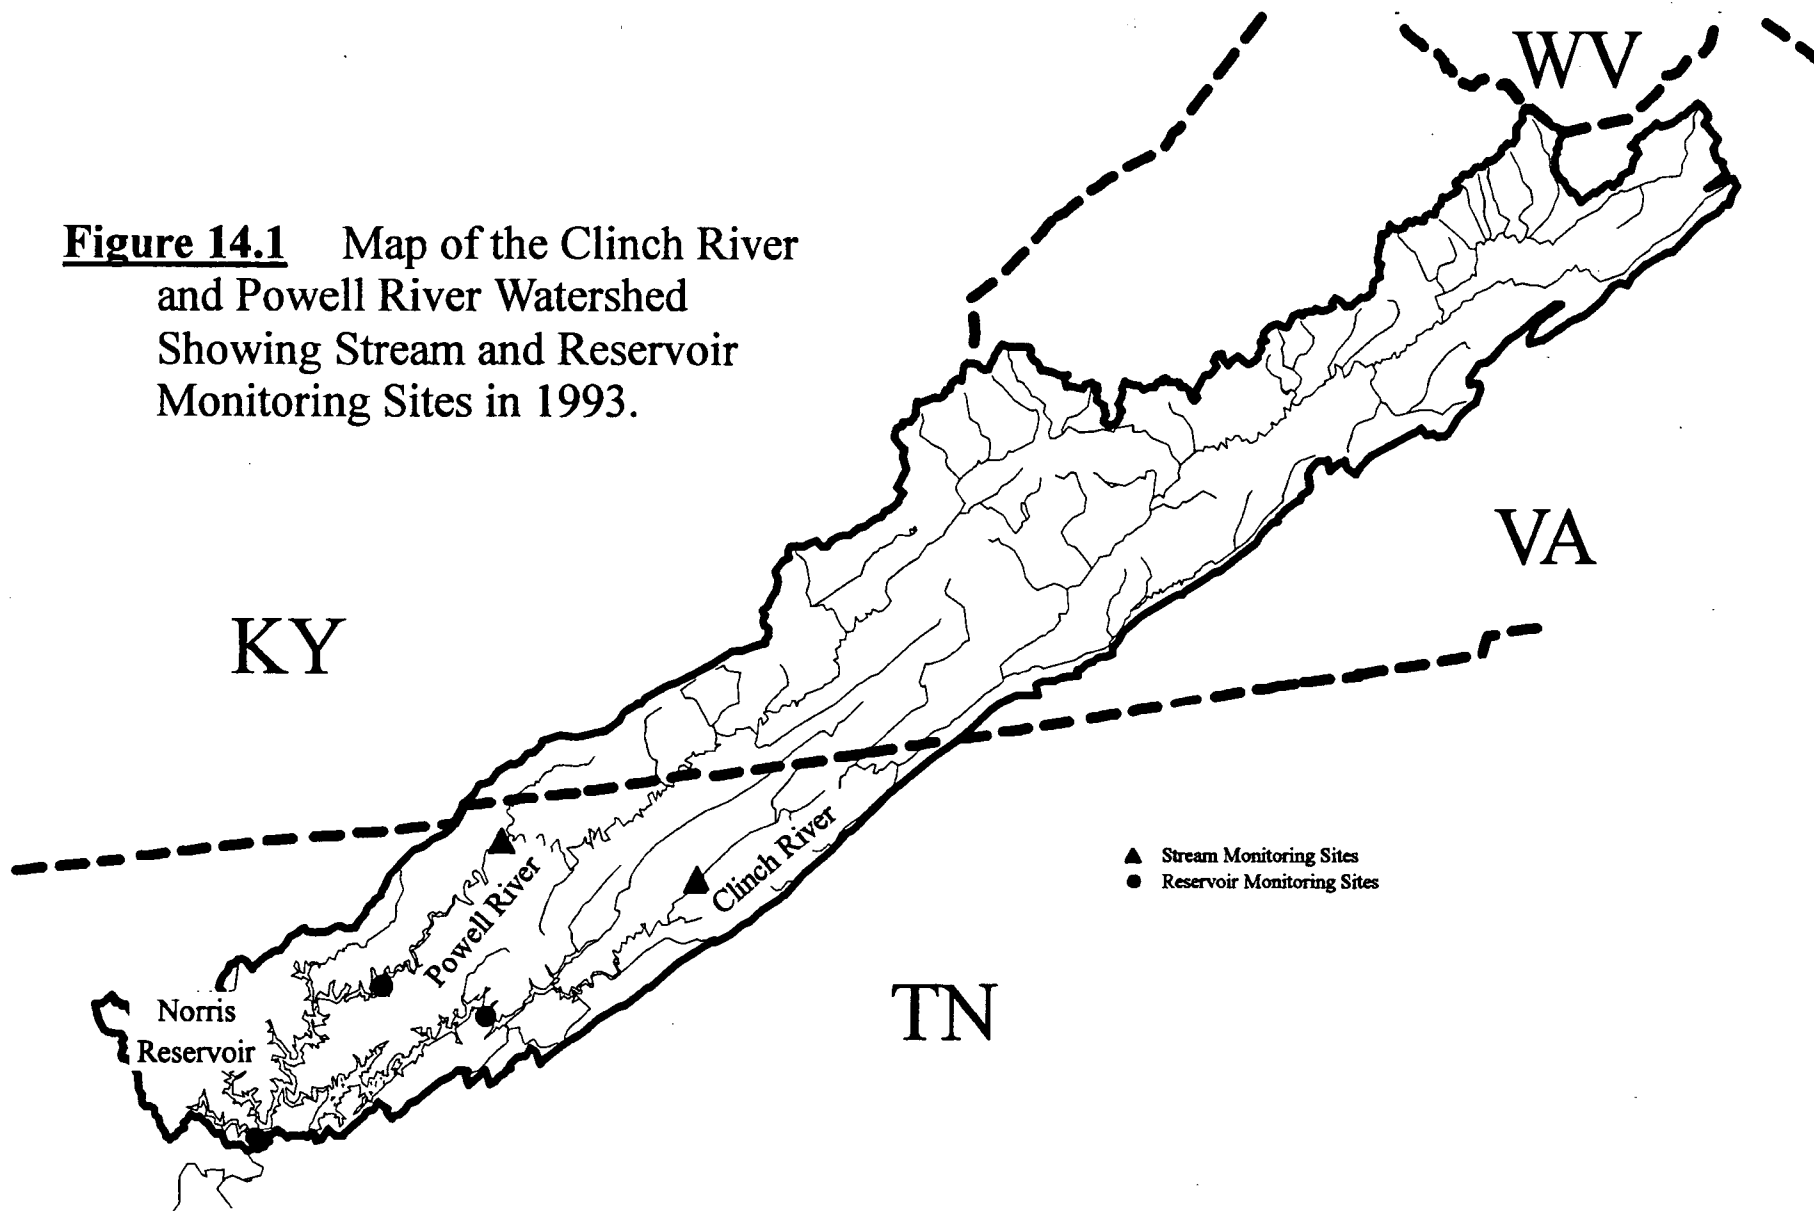 WV
Figure 14.1 Map of the Clinch River
and Powell River Watershed
Showing Stream and Reservoir
Monitoring Sites in 1993.
VA
KY
Stream Monitoring Sites
Reservoir Monitoring Sites
Clinch River
Powell River
TN
Norris
Reservoir